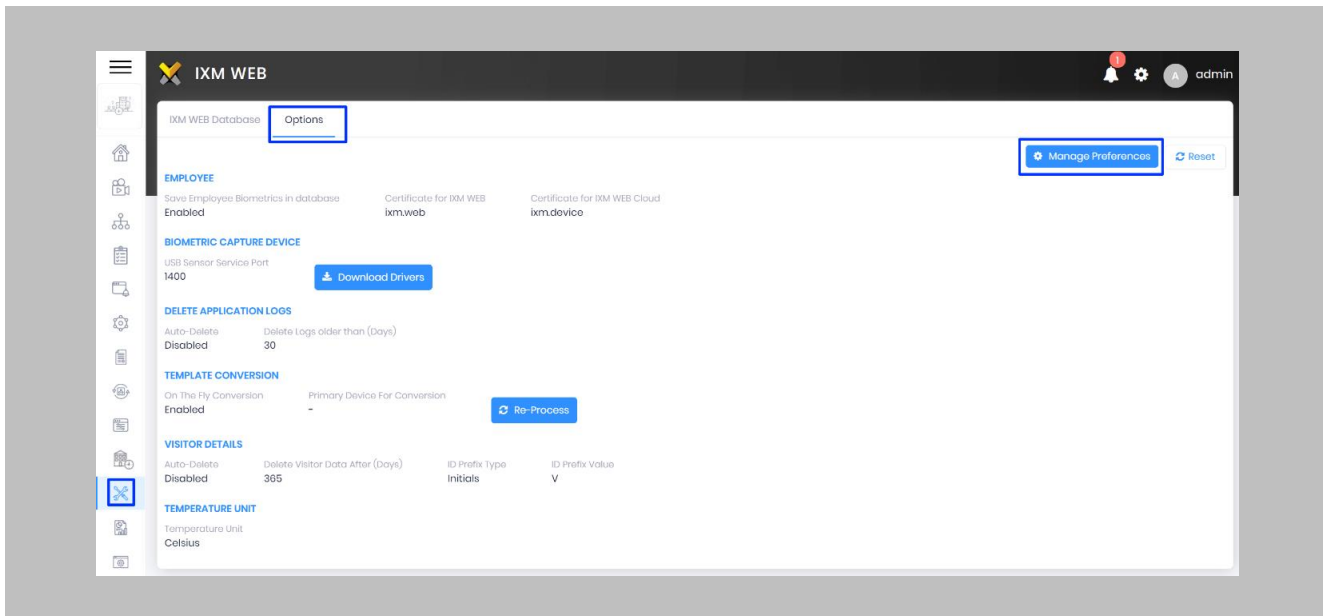 IXM WEB
1
A
admin
IXM WEB Database
Options
Manage Preferences
Reset
EMPLOYEE
Save Employee Biometrics in database
Certificate for IXM WEB
Certificate for IXM WEB Cloud
Enabled
ixm.web
ixm.device
BIOMETRIC CAPTURE DEVICE
USB Sensor Service Port
1400
Download Drivers
DELETE APPLICATION LOGS
Auto-Delete
Delete Logs older than (Days)
Disabled
30
TEMPLATE CONVERSION
On The Fly Conversion
Primary Device For Conversion
Enabled
-
Re-Process
VISITOR DETAILS
Auto-Delete
Delete Visitor Data After (Days)
ID Prefix Type
ID Prefix Value
Disabled
365
Initials
V
TEMPERATURE UNIT
Temperature Unit
Celsius